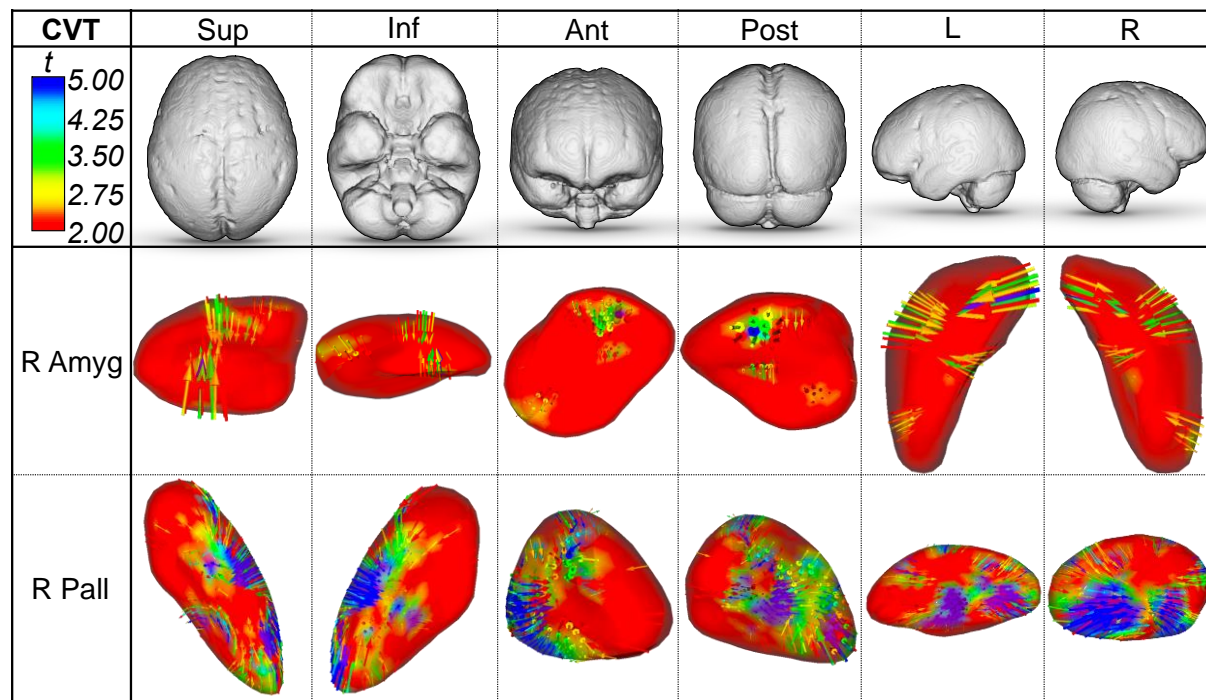 CVT Sup Inf Ant Post L R
t
5.00
4.25
3.50
2.75
2.00
R Amyg
R Pall